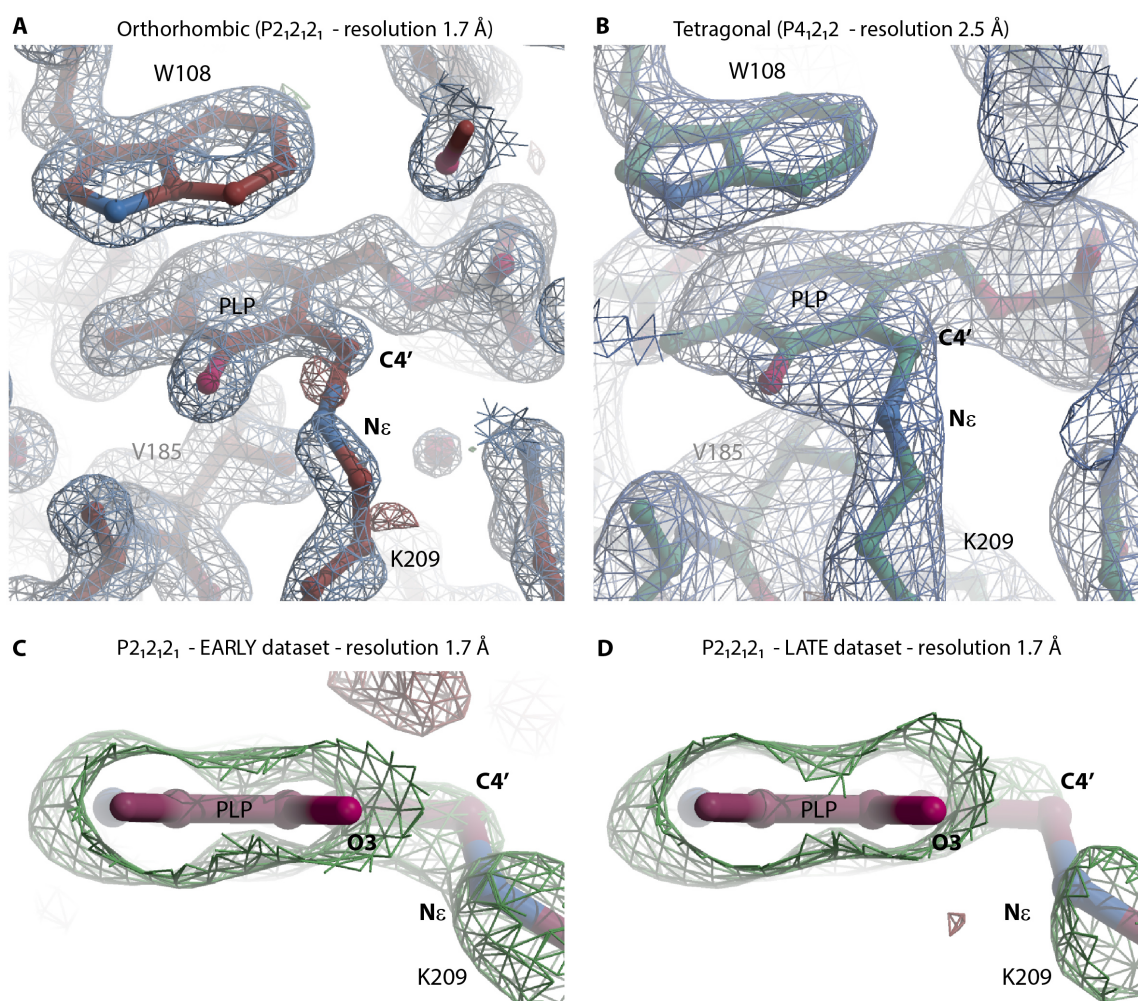 A Orthorhombic (P2₁2₁2₁ - resolution 1.7 Å)
W108
PLP
C4’
Nε
V185
K209
B Tetragonal (P4₁2₁2 - resolution 2.5 Å)
W108
PLP
C4’
Nε
V185
K209
C P2₁2₁2₁ - EARLY dataset - resolution 1.7 Å
C4’
PLP
O3
Nε
K209
D P2₁2₁2₁ - LATE dataset - resolution 1.7 Å
C4’
PLP
O3
Nε
K209